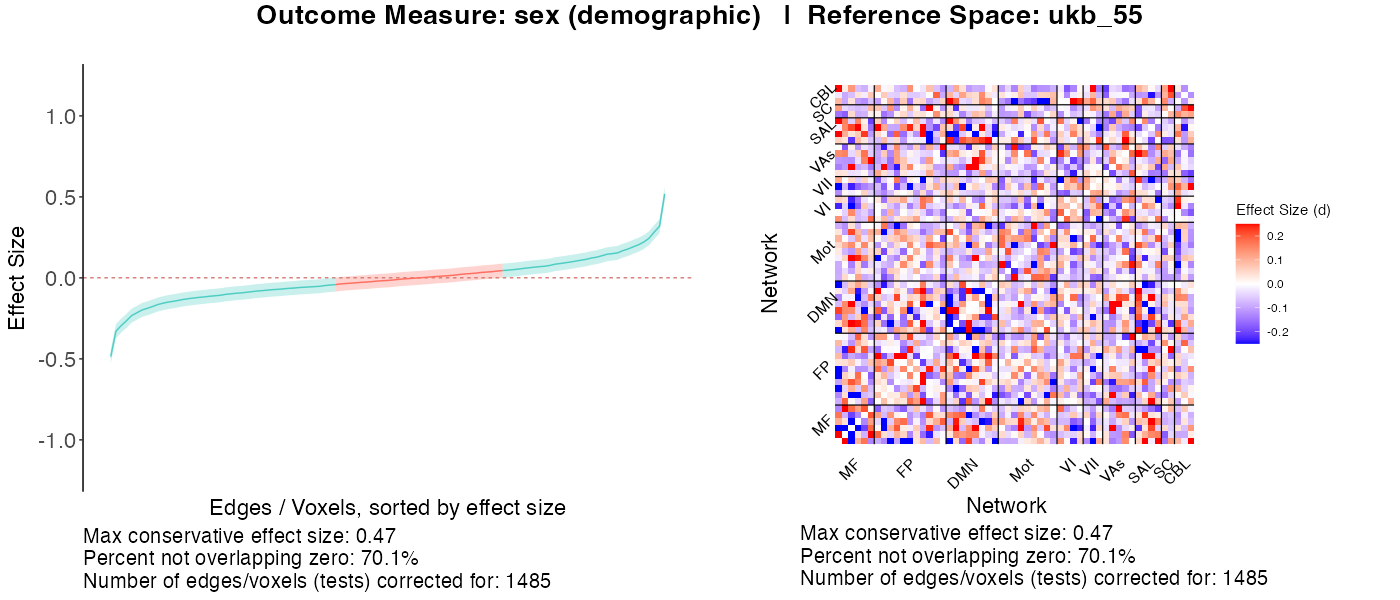 Outcome Measure: sex (demographic) | Reference Space: ukb_55
Effect Size
1.0
0.5
0.0
-0.5
-1.0
Edges / Voxels, sorted by effect size
Max conservative effect size: 0.47
Percent not overlapping zero: 70.1%
Number of edges/voxels (tests) corrected for: 1485
Network
CBL
SC
SAL
VAs
VII
VI
Mot
DMN
FP
MF
MF
FP
DMN
Mot
VI
VII
VAs
SAL
SC
CBL
Network
Effect Size (d)
0.2
0.1
0.0
-0.1
-0.2
Max conservative effect size: 0.47
Percent not overlapping zero: 70.1%
Number of edges/voxels (tests) corrected for: 1485